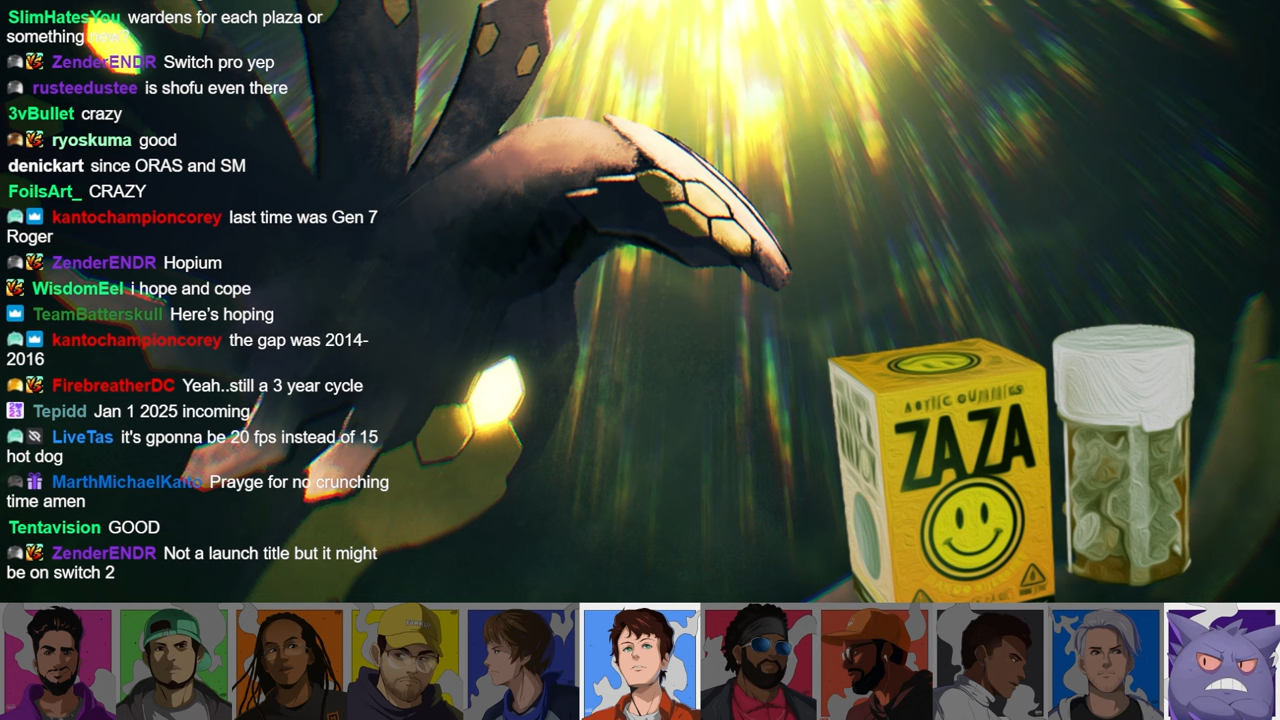 SlimHatesYou wardens for each plaza or
something new?
ZenderENDR Switch pro yep
rusteedustee is shofu even there
3vBullet crazy
ryoskuma good
denickart since ORAS and SM
FoilsArt_ CRAZY
kantochampioncorey last time was Gen 7
Roger
ZenderENDR Hopium
WisdomEel i hope and cope
TeamBatterskull Here's hoping
kantochampioncorey the gap was 2014-
2016
FirebreatherDC Yeah..still a 3 year cycle
Tepidd Jan 1 2025 incoming
LiveTas it's gponna be 20 fps instead of 15
hot dog
MarthMichaelKaito Prayge for no crunching
time amen
Tentavision GOOD
ZenderENDR Not a launch title but it might
be on switch 2
ZAZA